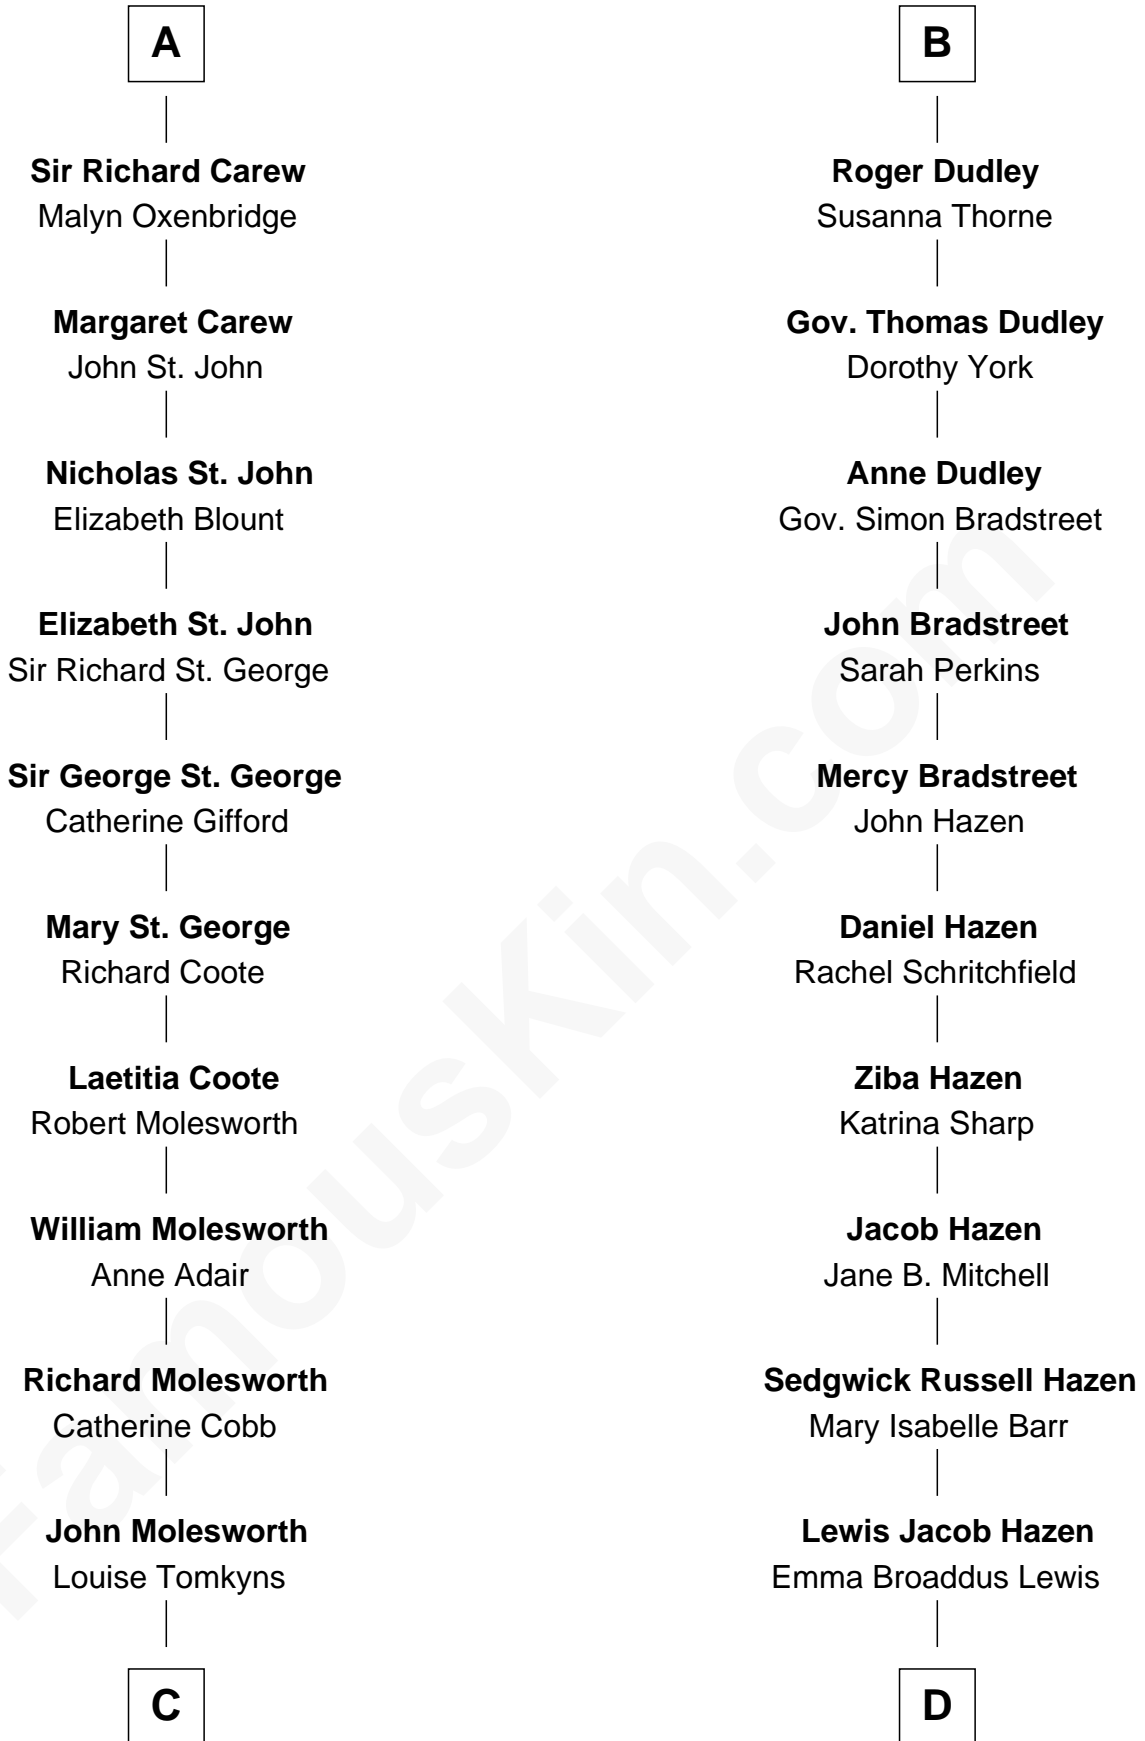 A
Sir Richard Carew
Malyn Oxenbridge
Margaret Carew
John St. John
Nicholas St. John
Elizabeth Blount
Elizabeth St. John
Sir Richard St. George
Sir George St. George
Catherine Gifford
Mary St. George
Richard Coote
Laetitia Coote
Robert Molesworth
William Molesworth
Anne Adair
Richard Molesworth
Catherine Cobb
John Molesworth
Louise Tomkyns
C
B
Roger Dudley
Susanna Thorne
Gov. Thomas Dudley
Dorothy York
Anne Dudley
Gov. Simon Bradstreet
John Bradstreet
Sarah Perkins
Mercy Bradstreet
John Hazen
Daniel Hazen
Rachel Schritchfield
Ziba Hazen
Katrina Sharp
Jacob Hazen
Jane B. Mitchell
Sedgwick Russell Hazen
Mary Isabelle Barr
Lewis Jacob Hazen
Emma Broaddus Lewis
D
FamousKin.com